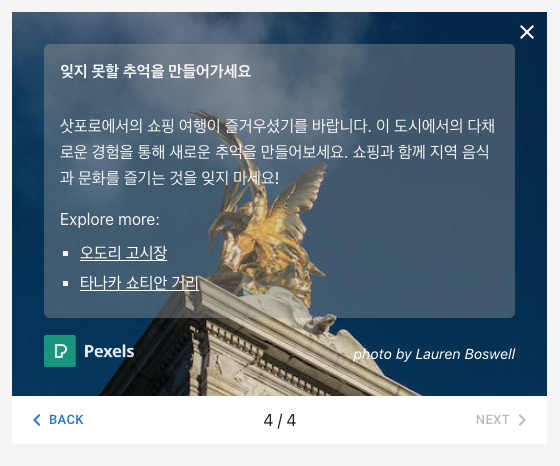 잊지 못할 추억을 만들어가세요
삿포로에서의 쇼핑 여행이 즐거우셨기를 바랍니다. 이 도시에서의 다채
로운 경험을 통해 새로운 추억을 만들어보세요. 쇼핑과 함께 지역 음식
과 문화를 즐기는 것을 잊지 마세요!
Explore more:
오도리 고시장
타나카 쇼티안 거리
Pexels
photo by Lauren Boswell
BACK
4 / 4
NEXT